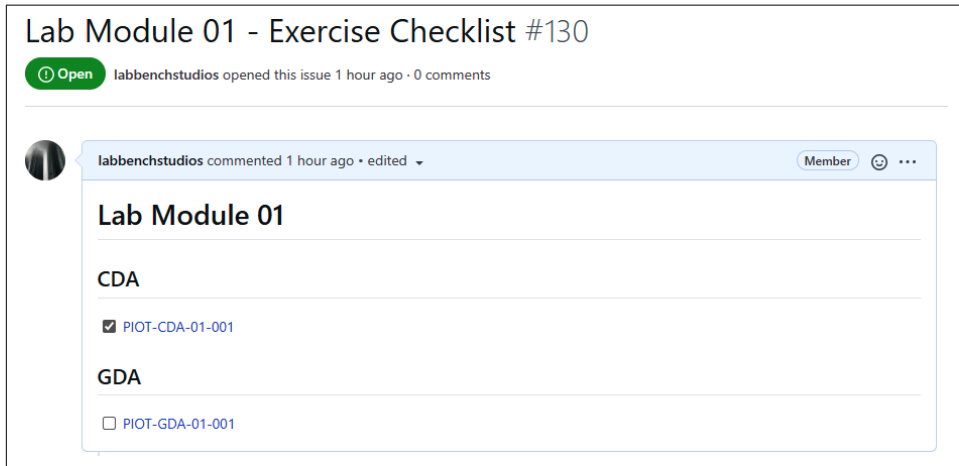 Lab Module 01 - Exercise Checklist #130
Open labbenchstudios opened this issue 1 hour ago · 0 comments
labbenchstudios commented 1 hour ago • edited Member
Lab Module 01
CDA
PIOT-CDA-01-001
GDA
PIOT-GDA-01-001